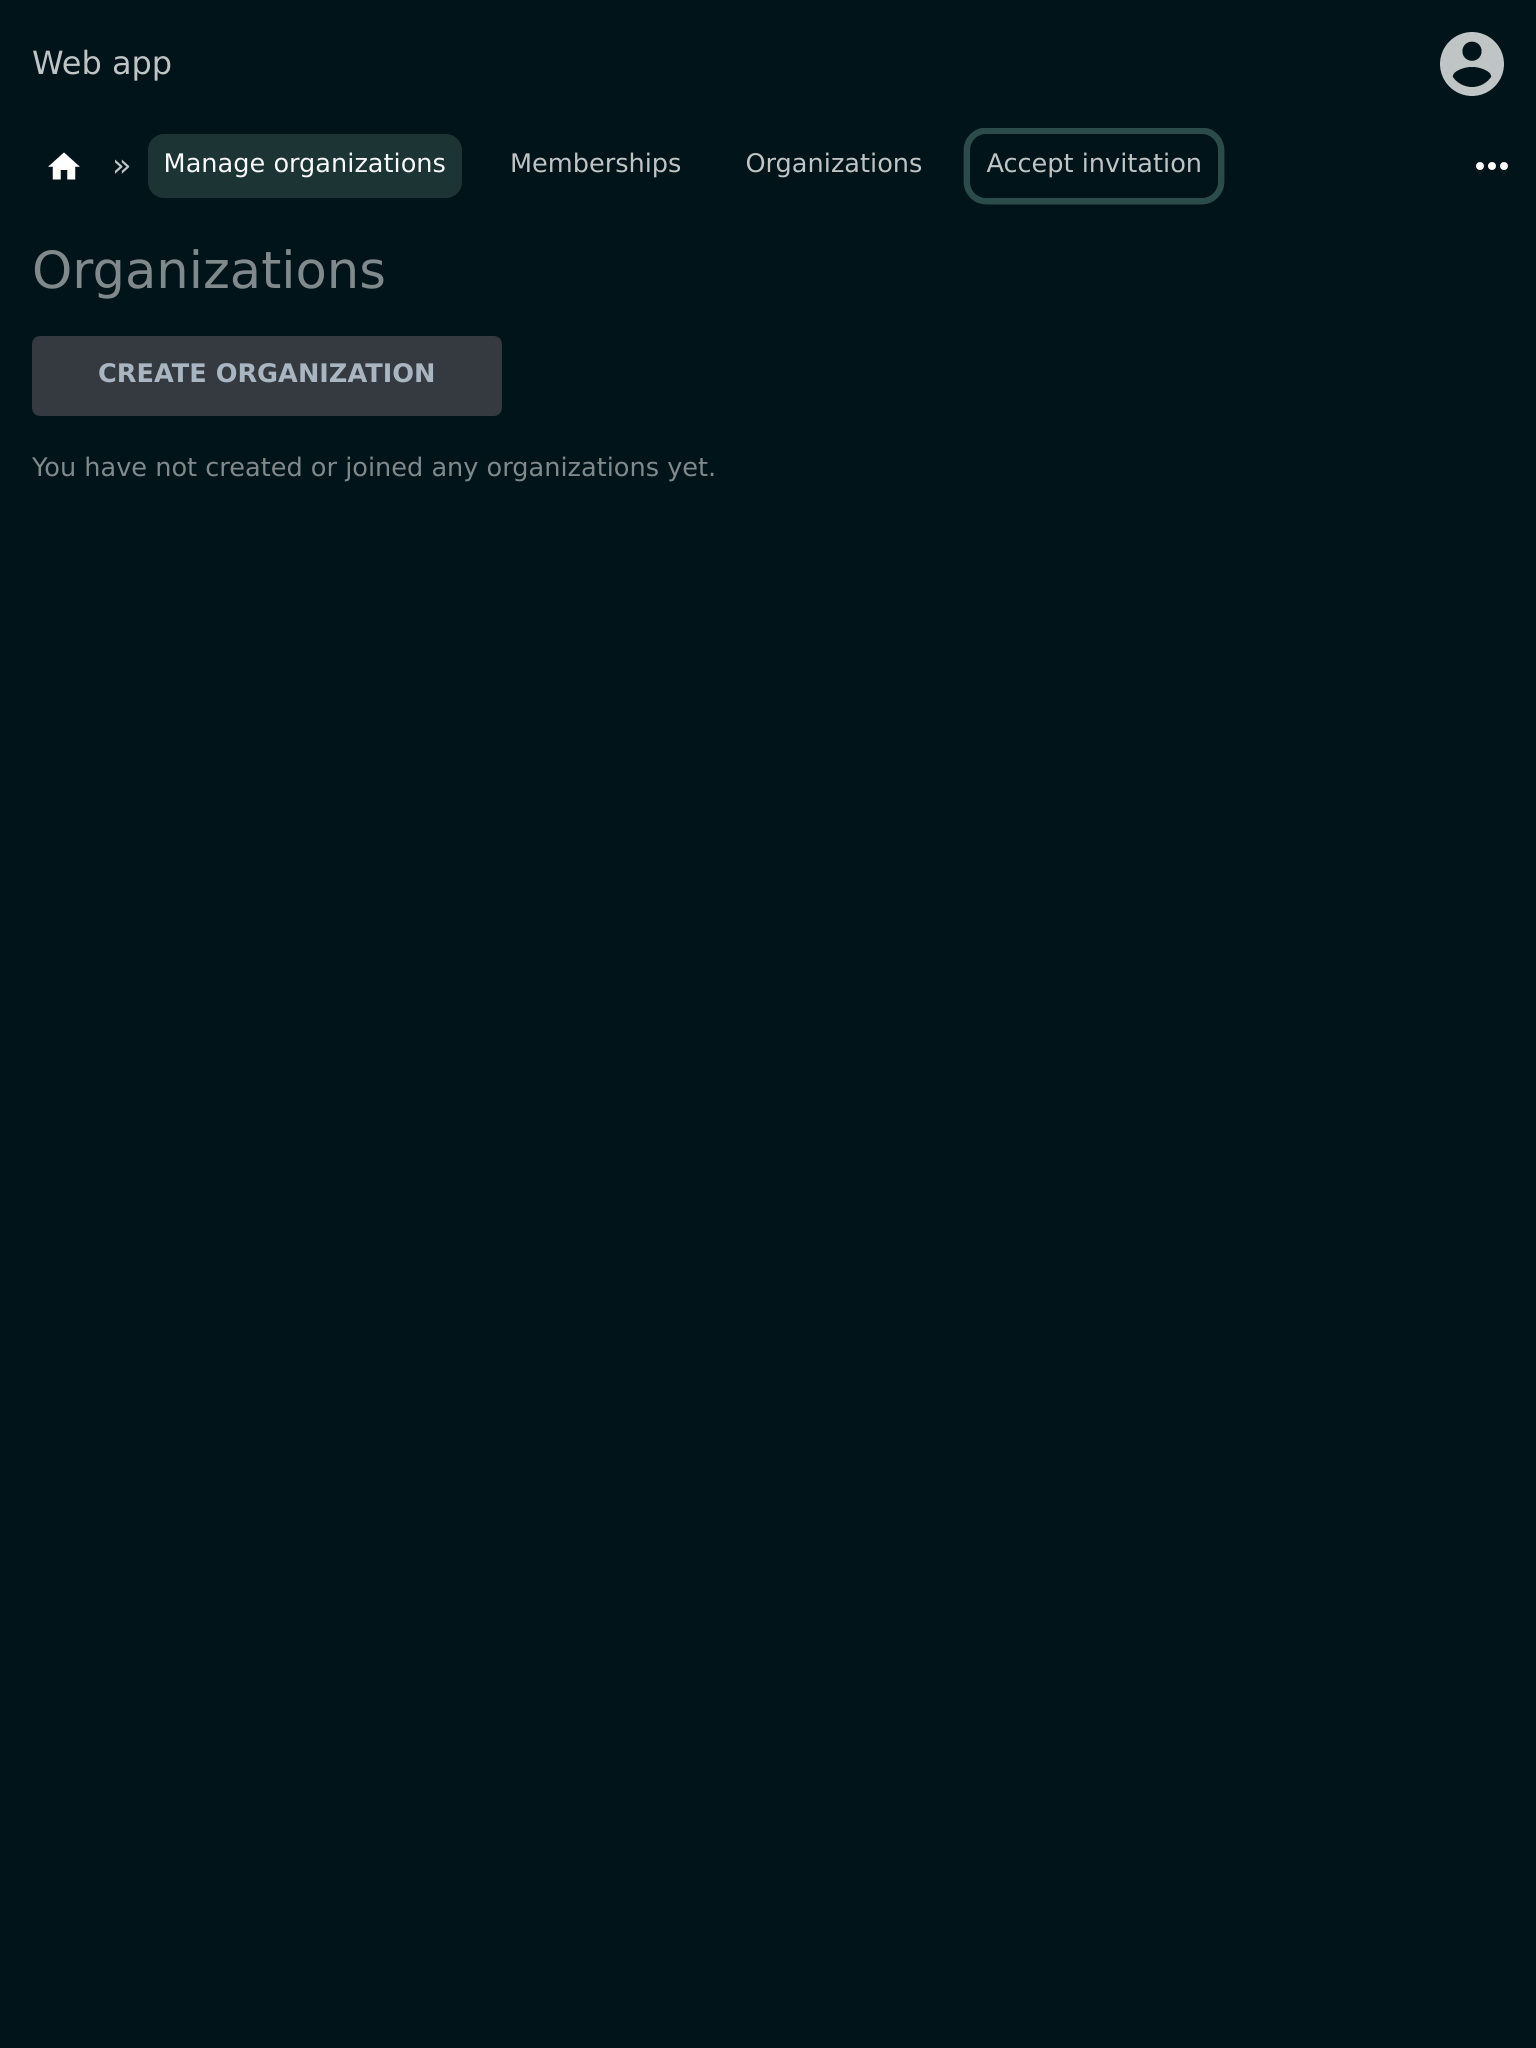 Web app
» Manage organizations Memberships Organizations Accept invitation
Organizations
CREATE ORGANIZATION
You have not created or joined any organizations yet.